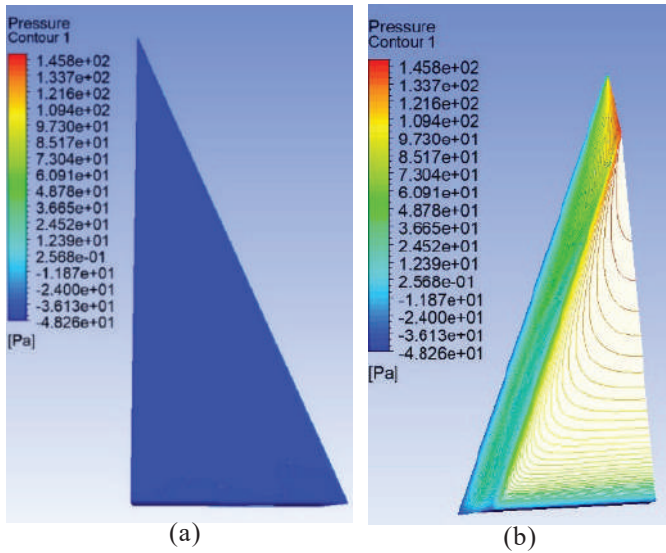 Pressure
Contour 1
1.458e+02
1.337e+02
1.216e+02
1.094e+02
9.730e+01
8.517e+01
7.304e+01
6.091e+01
4.878e+01
3.665e+01
2.452e+01
1.239e+01
2.568e-01
-1.187e+01
-2.400e+01
-3.613e+01
-4.826e+01
[Pa]
(a)
Pressure
Contour 1
1.458e+02
1.337e+02
1.216e+02
1.094e+02
9.730e+01
8.517e+01
7.304e+01
6.091e+01
4.878e+01
3.665e+01
2.452e+01
1.239e+01
2.568e-01
-1.187e+01
-2.400e+01
-3.613e+01
-4.826e+01
[Pa]
(b)